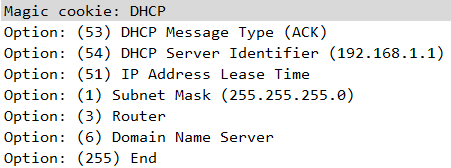 Magic cookie: DHCP
Option: (53) DHCP Message Type (ACK)
Option: (54) DHCP Server Identifier (192.168.1.1)
Option: (51) IP Address Lease Time
Option: (1) Subnet Mask (255.255.255.0)
Option: (3) Router
Option: (6) Domain Name Server
Option: (255) End